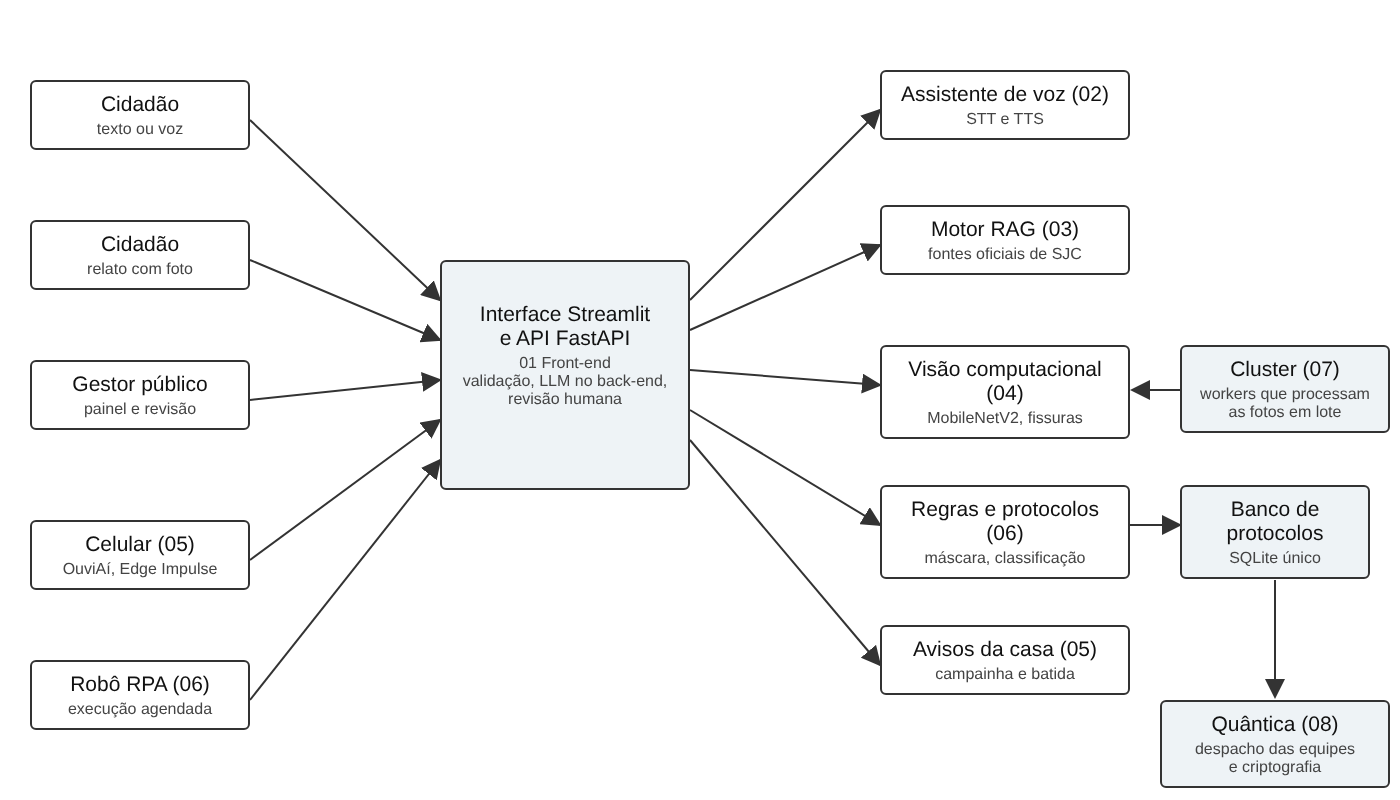 Cidadão
texto ou voz
Cidadão
relato com foto
Gestor público
painel e revisão
Celular (05)
OuviAí, Edge Impulse
Robô RPA (06)
execução agendada
Interface Streamlit
e API FastAPI
01 Front-end
validação, LLM no back-end,
revisão humana
Assistente de voz (02)
STT e TTS
Motor RAG (03)
fontes oficiais de SJC
Visão computacional
(04)
MobileNetV2, fissuras
Cluster (07)
workers que processam
as fotos em lote
Regras e protocolos
(06)
máscara, classificação
Banco de
protocolos
SQLite único
Avisos da casa (05)
campainha e batida
Quântica (08)
despacho das equipes
e criptografia